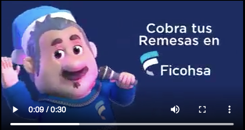 Cobra tus
Remesas en
Ficohsa
0:09 / 0:30